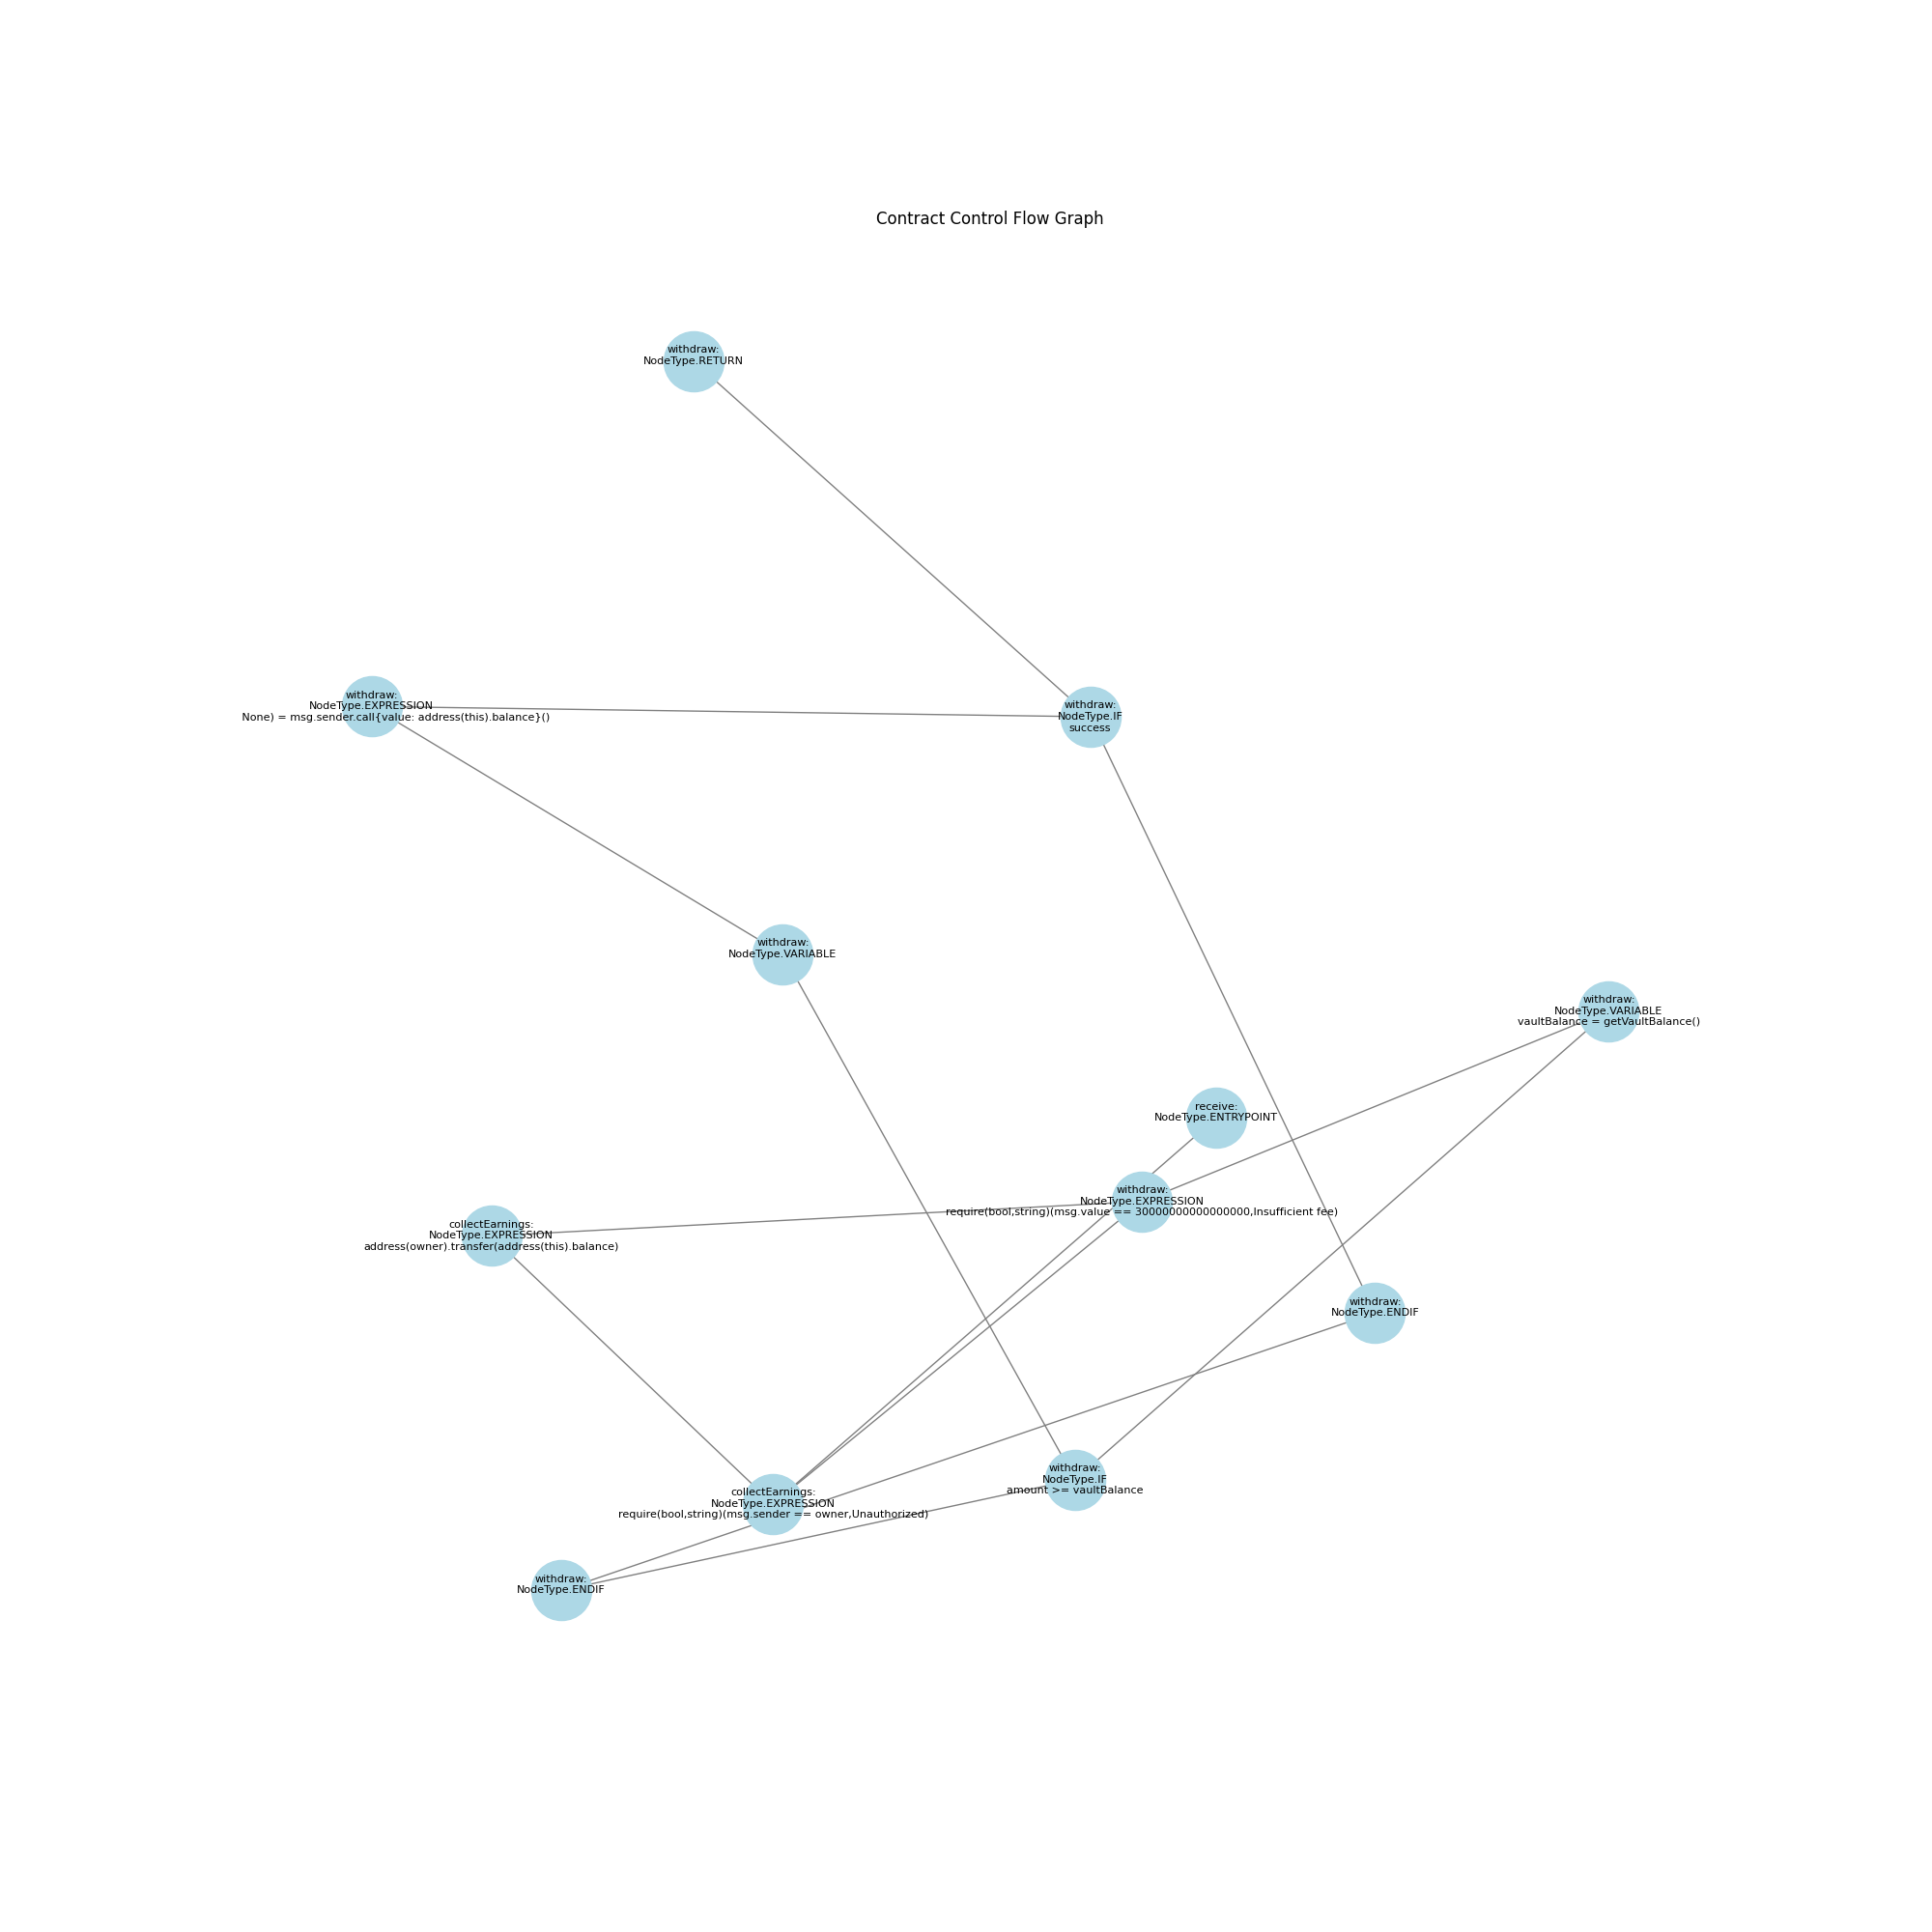 Contract Control Flow Graph
withdraw:
NodeType.RETURN
withdraw:
NodeType.EXPRESSION
None) = msg.sender.call{value: address(this).balance}()
withdraw:
NodeType.IF
success
withdraw:
NodeType.VARIABLE
withdraw:
NodeType.VARIABLE
vaultBalance = getVaultBalance()
receive:
NodeType.ENTRYPOINT
withdraw:
NodeType.EXPRESSION
require(bool,string)(msg.value == 30000000000000000,Insufficient fee)
collectEarnings:
NodeType.EXPRESSION
address(owner).transfer(address(this).balance)
withdraw:
NodeType.ENDIF
withdraw:
NodeType.IF
amount >= vaultBalance
collectEarnings:
NodeType.EXPRESSION
require(bool,string)(msg.sender == owner,Unauthorized)
withdraw:
NodeType.ENDIF